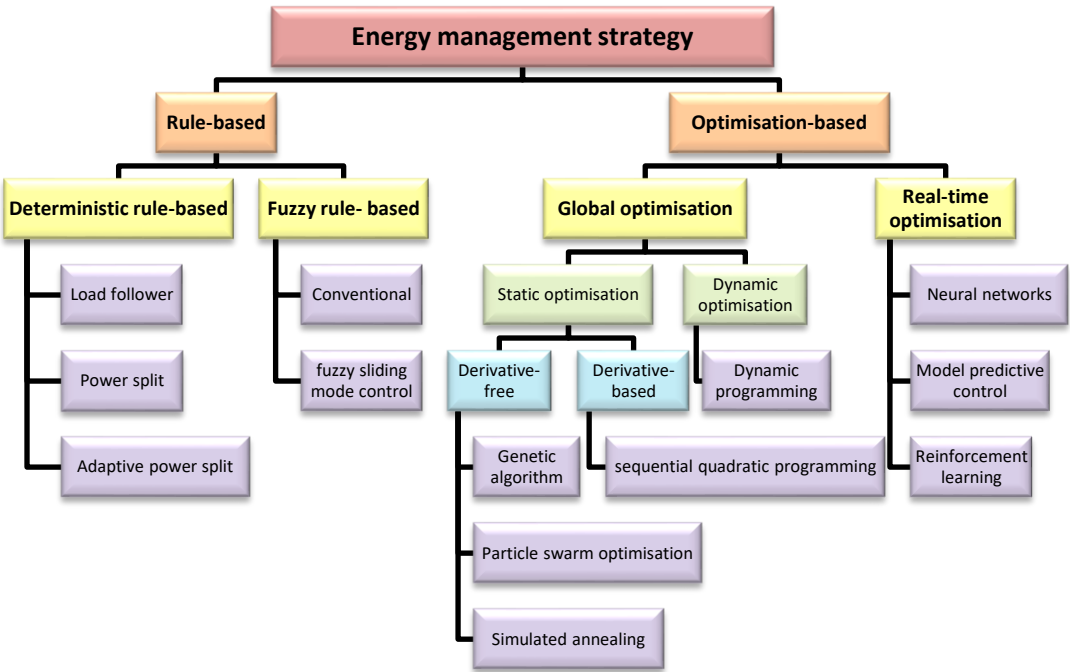 Energy management strategy
Rule-based
Optimisation-based
Deterministic rule-based
Fuzzy rule- based
Global optimisation
Real-time
optimisation
Load follower
Power split
Adaptive power split
Conventional
fuzzy sliding
mode control
Static optimisation
Dynamic
optimisation
Derivative-
free
Derivative-
based
Dynamic
programming
Genetic
algorithm
Particle swarm optimisation
Simulated annealing
sequential quadratic programming
Neural networks
Model predictive
control
Reinforcement
learning